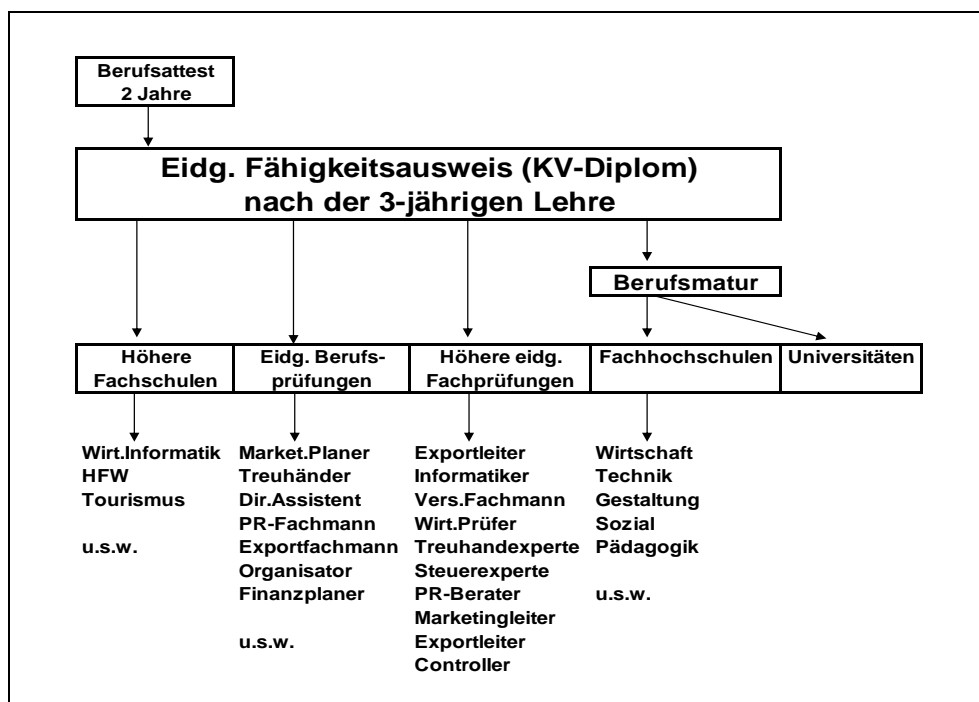 Berufsattest
2 Jahre
Eidg. Fähigkeitsausweis (KV-Diplom)
nach der 3-jährigen Lehre
Berufsmatur
Höhere
Fachschulen
Eidg. Berufs-
prüfungen
Höhere eidg.
Fachprüfungen
Fachhochschulen
Universitäten
Wirt.Informatik
HFW
Tourismus
u.s.w.
Market.Planer
Treuhänder
Dir.Assistent
PR-Fachmann
Exportfachmann
Organisator
Finanzplaner
u.s.w.
Exportleiter
Informatiker
Vers.Fachmann
Wirt.Prüfer
Treuhandexperte
Steuerexperte
PR-Berater
Marketingleiter
Exportleiter
Controller
Wirtschaft
Technik
Gestaltung
Sozial
Pädagogik
u.s.w.